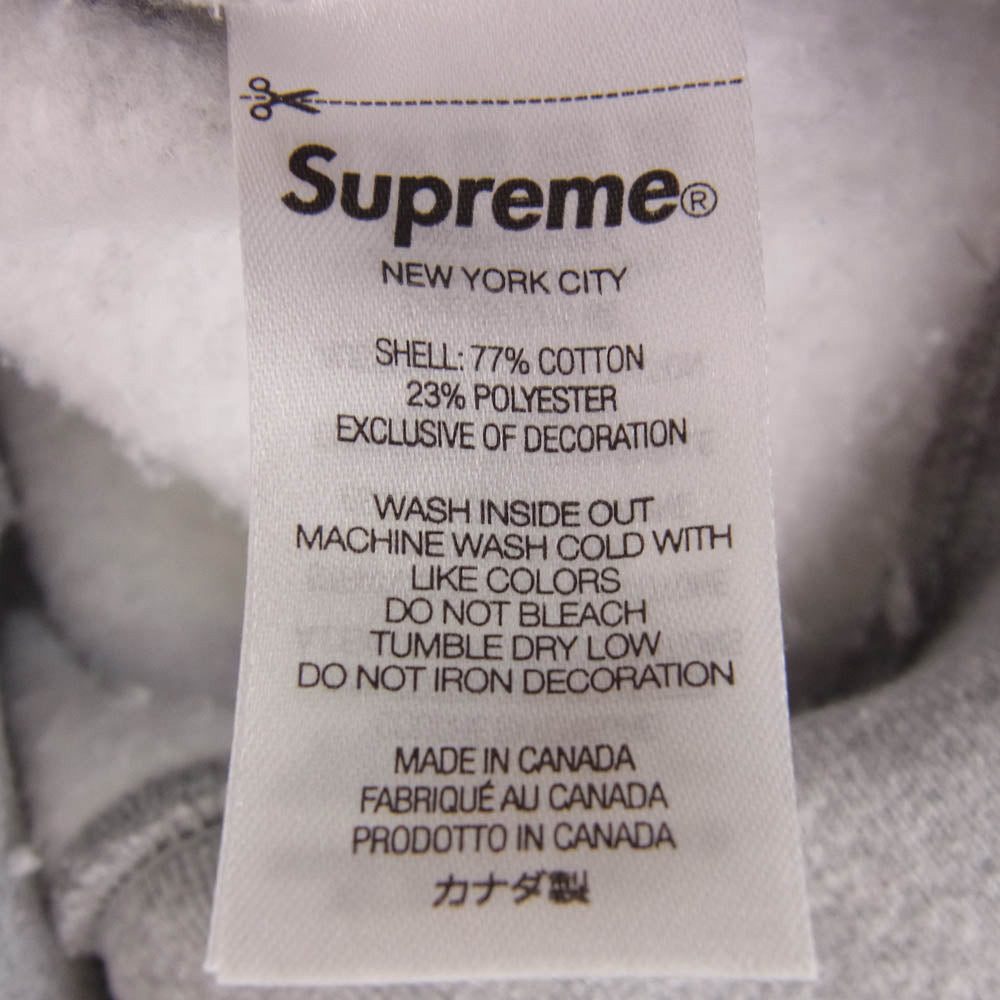 Supreme®
NEW YORK CITY
SHELL: 77% COTTON
23% POLYESTER
EXCLUSIVE OF DECORATION
WASH INSIDE OUT
MACHINE WASH COLD WITH
LIKE COLORS
DO NOT BLEACH
TUMBLE DRY LOW
DO NOT IRON DECORATION
MADE IN CANADA
FABRIQUÉ AU CANADA
PRODOTTO IN CANADA
カナダ製